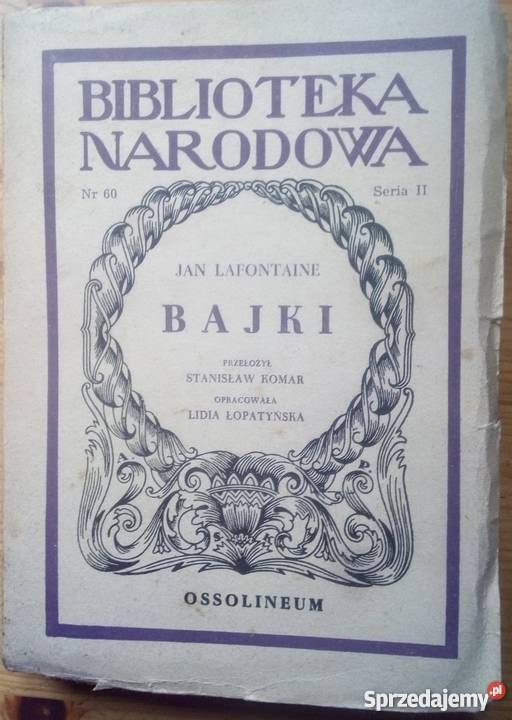 BIBLIOTEKA
NARODOWA
Nr 60 Seria II
JAN LAFONTAINE
BAJKI
PRZEŁOŻYŁ
STANISŁAW KOMAR
OPRACOWAŁA
LIDIA ŁOPATYŃSKA
OSSOLINEUM
Sprzedajemy.pl